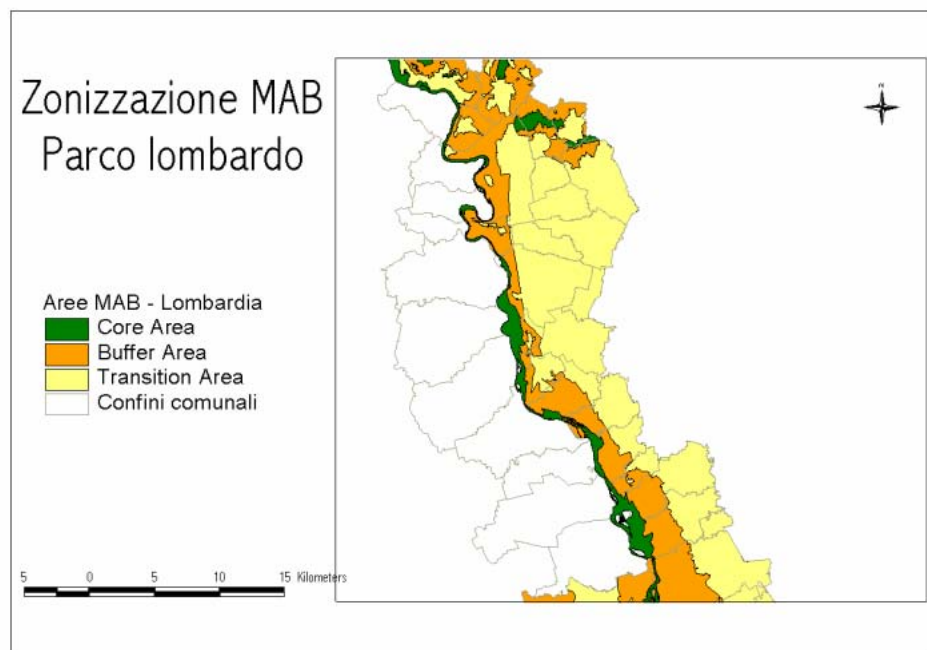 Zonizzazione MAB
Parco lombardo
Aree MAB - Lombardia
Core Area
Buffer Area
Transition Area
Confini comunali
5 0 5 10 15 Kilometers
N